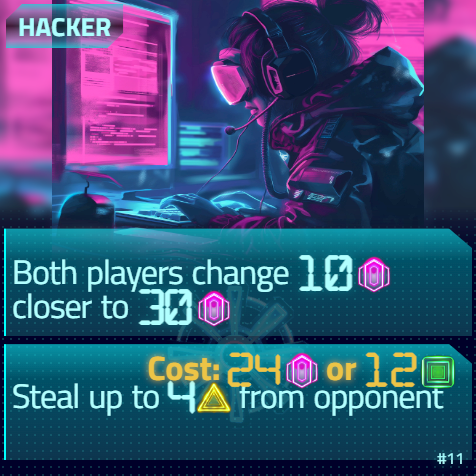 HACKER
Both players change 10
closer to 30
Cost: 24 or 12
Steal up to 4 from opponent
#11